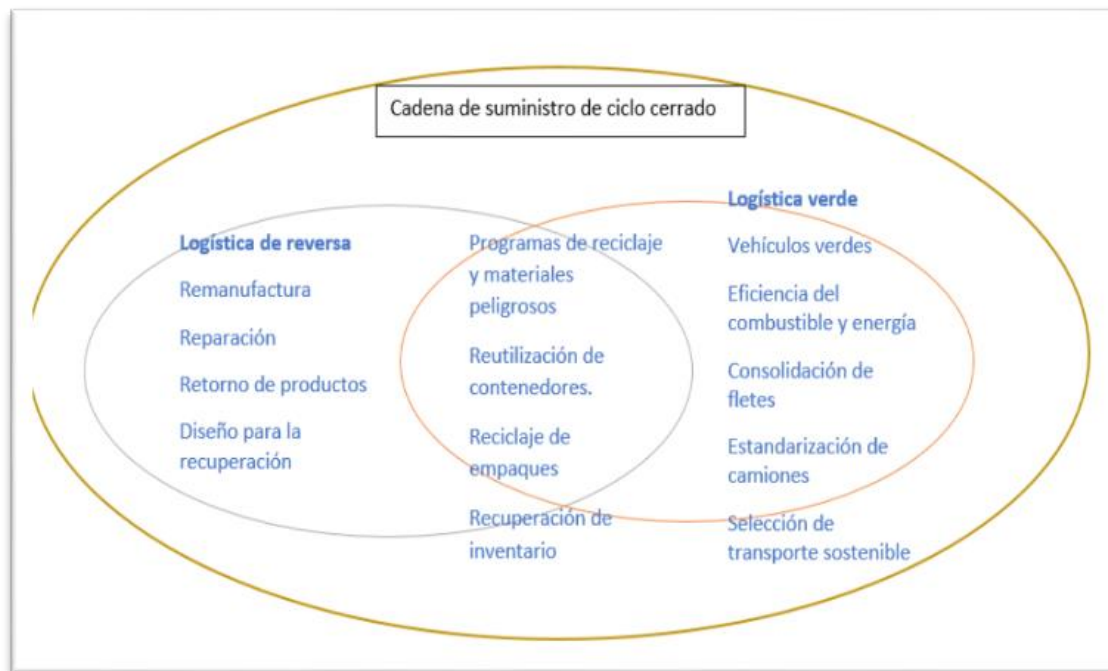 Cadena de suministro de ciclo cerrado
Logística de reversa
Remanufactura
Reparación
Retorno de productos
Diseño para la
recuperación
Programas de reciclaje
y materiales
peligrosos
Reutilización de
contenedores.
Reciclaje de
empaques
Recuperación de
inventario
Logística verde
Vehículos verdes
Eficiencia del
combustible y energía
Consolidación de
fletes
Estandarización de
camiones
Selección de
transporte sostenible